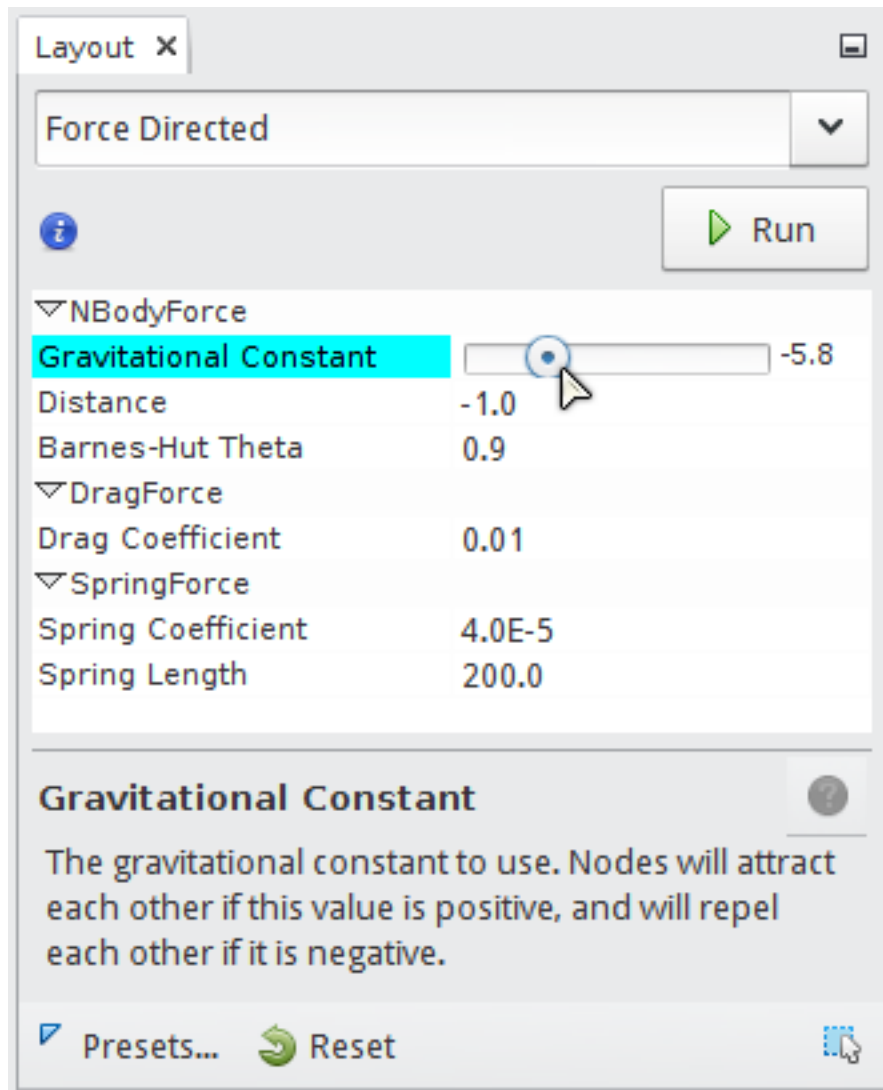 Layout
Force Directed
Run
NBodyForce
Gravitational Constant -5.8
Distance -1.0
Barnes-Hut Theta 0.9
DragForce
Drag Coefficient 0.01
SpringForce
Spring Coefficient 4.0E-5
Spring Length 200.0
Gravitational Constant
The gravitational constant to use. Nodes will attract
each other if this value is positive, and will repel
each other if it is negative.
Presets... Reset